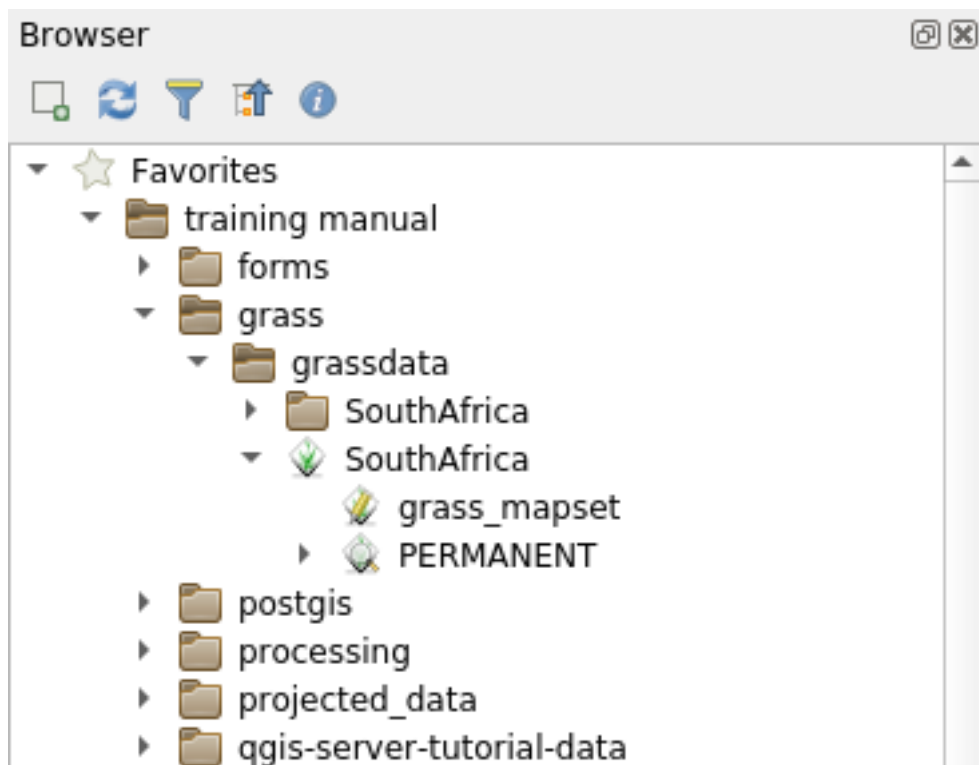 Browser
Favorites
training manual
forms
grass
grassdata
SouthAfrica
SouthAfrica
grass_mapset
PERMANENT
postgis
processing
projected_data
qgis-server-tutorial-data